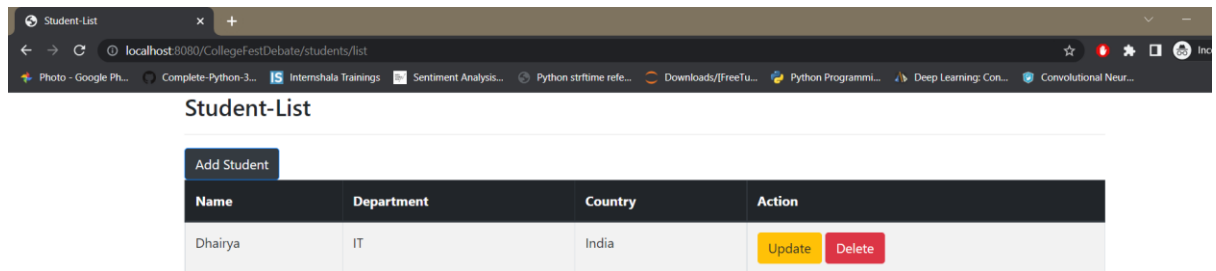 Student-List
localhost:8080/CollegeFestDebate/students/list
Inco
Photo - Google Ph... Complete-Python-3... IS Internshala Trainings Sentiment Analysis... Python strftime refe... Downloads/[FreeTu... Python Programmi... Deep Learning: Con... Convolutional Neur...
Student-List
Add Student
Name Department Country Action
Dhairya IT India Update Delete